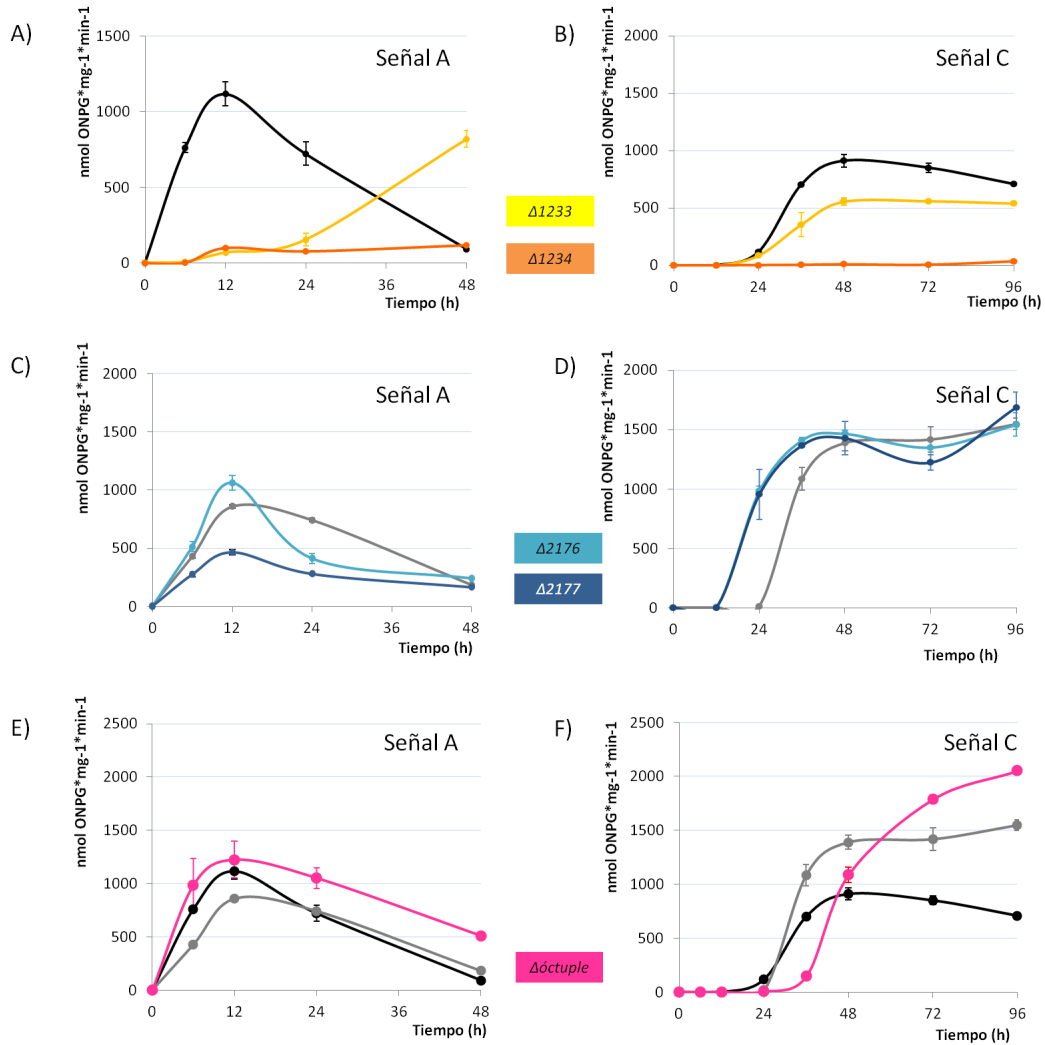 A)
nmol ONPG*mg-1*min-1
1500
1000
500
0
Señal A
0 12 24 36 48
Tiempo (h)
B)
nmol ONPG*mg-1*min-1
2000
1500
1000
500
0
Señal C
0 24 48 72 96
Tiempo (h)
Δ1233
Δ1234
C)
nmol ONPG*mg-1*min-1
2000
1500
1000
500
0
Señal A
0 12 24 36 48
Tiempo (h)
D)
nmol ONPG*mg-1*min-1
2000
1500
1000
500
0
Señal C
0 24 48 72 96
Tiempo (h)
Δ2176
Δ2177
E)
nmol ONPG*mg-1*min-1
2500
2000
1500
1000
500
0
Señal A
0 12 24 36 48
Tiempo (h)
F)
nmol ONPG*mg-1*min-1
2500
2000
1500
1000
500
0
Señal C
0 24 48 72 96
Tiempo (h)
Δóctuple